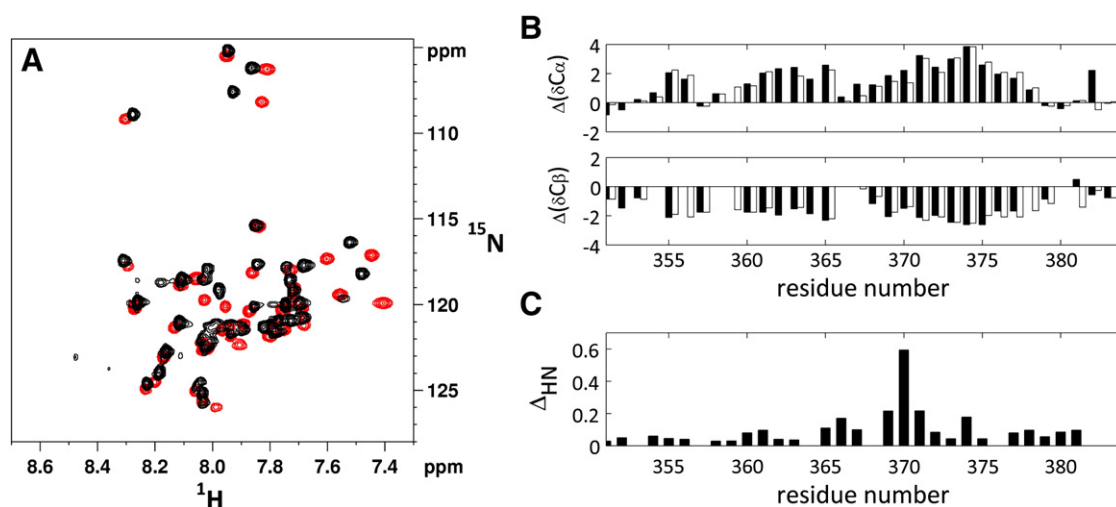 A
ppm
110
115
15N
120
125
ppm
8.6 8.4 8.2 8.0 7.8 7.6 7.4
1H
B
4
2
0
-2
Δ(δCα)
2
0
-2
-4
Δ(δCβ)
355 360 365 370 375 380
residue number
C
0.6
0.4
0.2
0
ΔHN
355 360 365 370 375 380
residue number